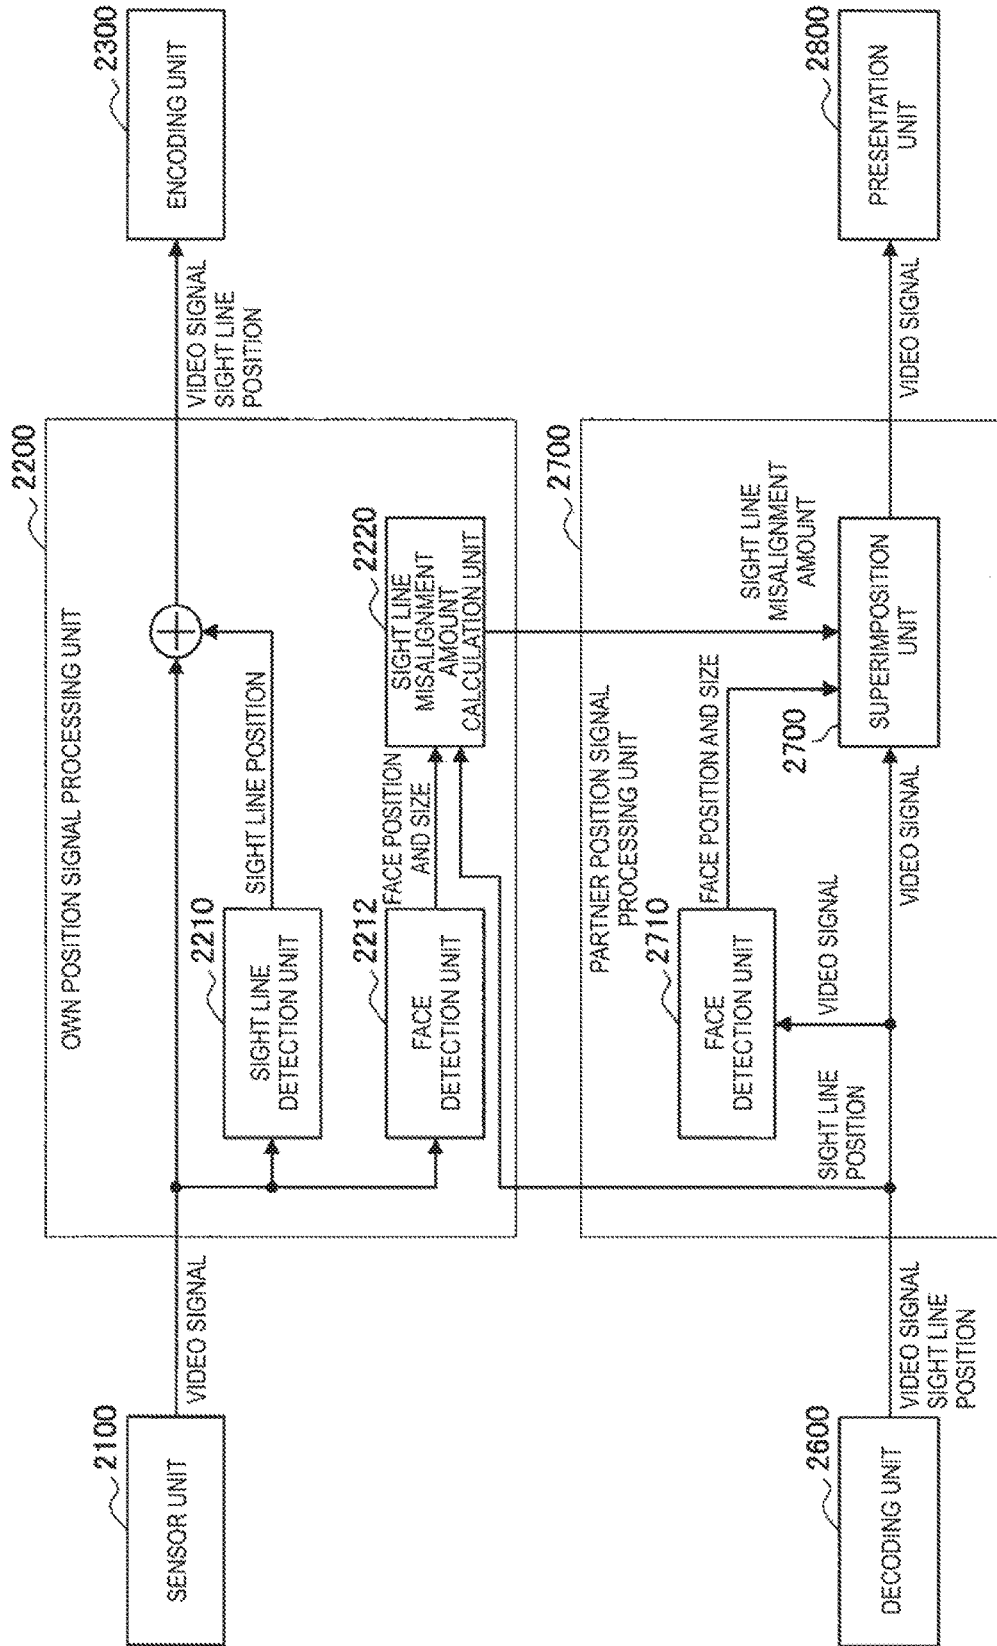 2100
SENSOR UNIT
VIDEO SIGNAL
2200
OWN POSITION SIGNAL PROCESSING UNIT
2210
SIGHT LINE
DETECTION UNIT
SIGHT LINE POSITION
2212
FACE
DETECTION UNIT
FACE POSITION
AND SIZE
2220
SIGHT LINE
MISALIGNMENT
AMOUNT
CALCULATION UNIT
VIDEO SIGNAL
SIGHT LINE
POSITION
2300
ENCODING UNIT
2600
DECODING UNIT
VIDEO SIGNAL
SIGHT LINE
POSITION
2700
PARTNER POSITION SIGNAL
PROCESSING UNIT
2710
FACE
DETECTION UNIT
SIGHT LINE
POSITION
VIDEO SIGNAL
FACE POSITION AND SIZE
VIDEO SIGNAL
2700
SUPERIMPOSITION
UNIT
SIGHT LINE
MISALIGNMENT
AMOUNT
VIDEO SIGNAL
2800
PRESENTATION
UNIT